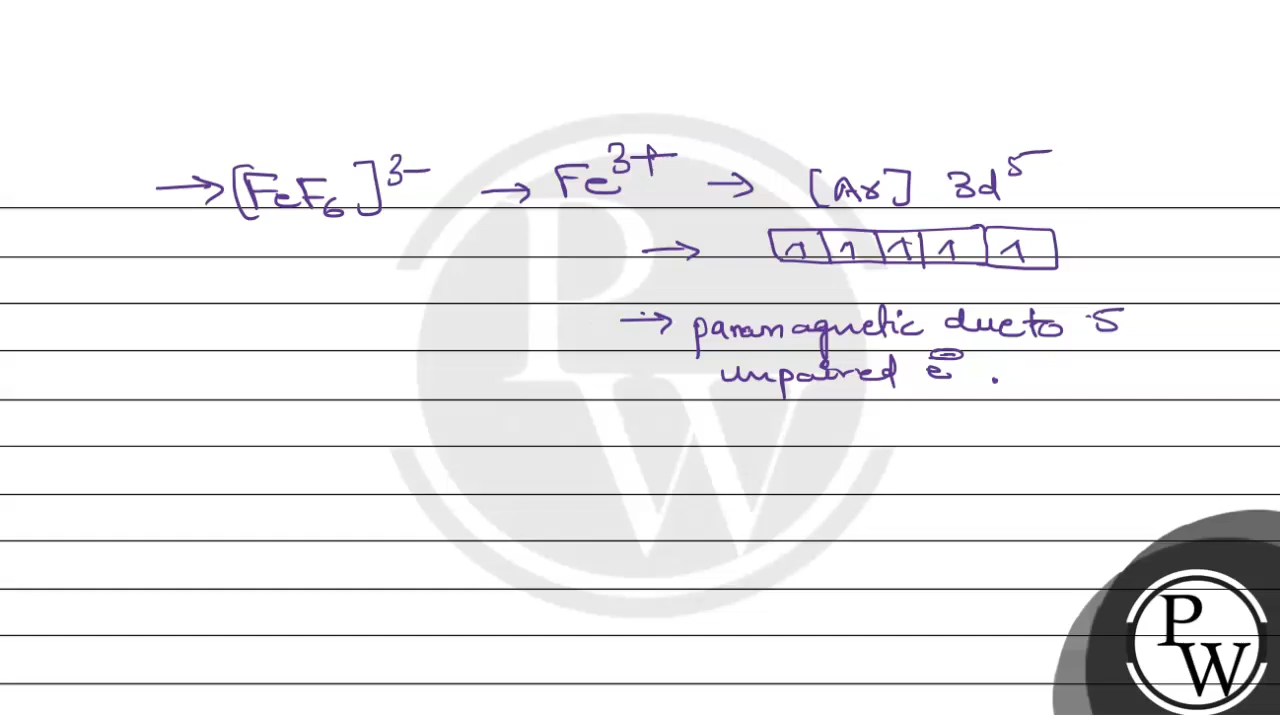 → [FeF₆]³⁻ → Fe³⁺ → [Ar] 3d⁵
→ 1 1 1 1 1
→ paramagnetic due to 5
unpaired e⁻ .
P
W
P
W